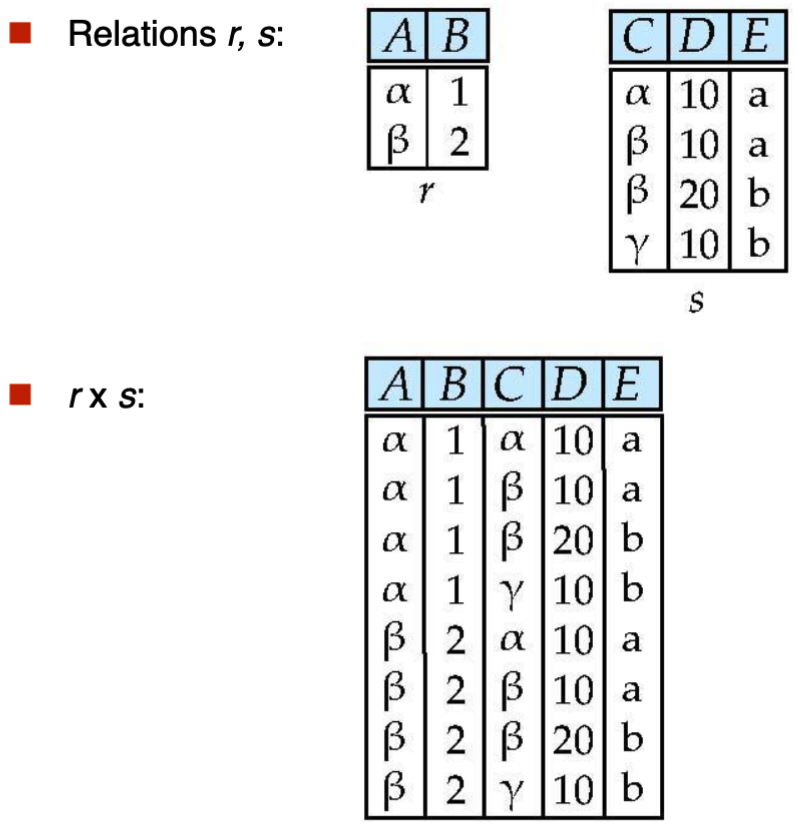 ■ Relations r, s:
A B
α 1
β 2
r
C D E
α 10 a
β 10 a
β 20 b
γ 10 b
s
■ r x s:
A B C D E
α 1 α 10 a
α 1 β 10 a
α 1 β 20 b
α 1 γ 10 b
β 2 α 10 a
β 2 β 10 a
β 2 β 20 b
β 2 γ 10 b